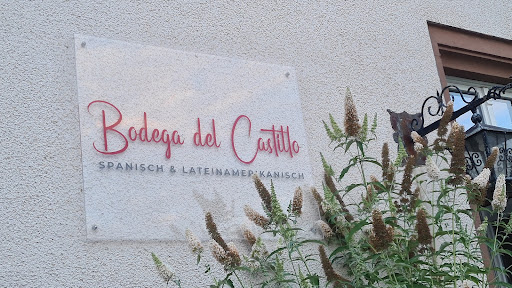 Bodega del Castillo
SPANISCH & LATEINAMERIKANISCH